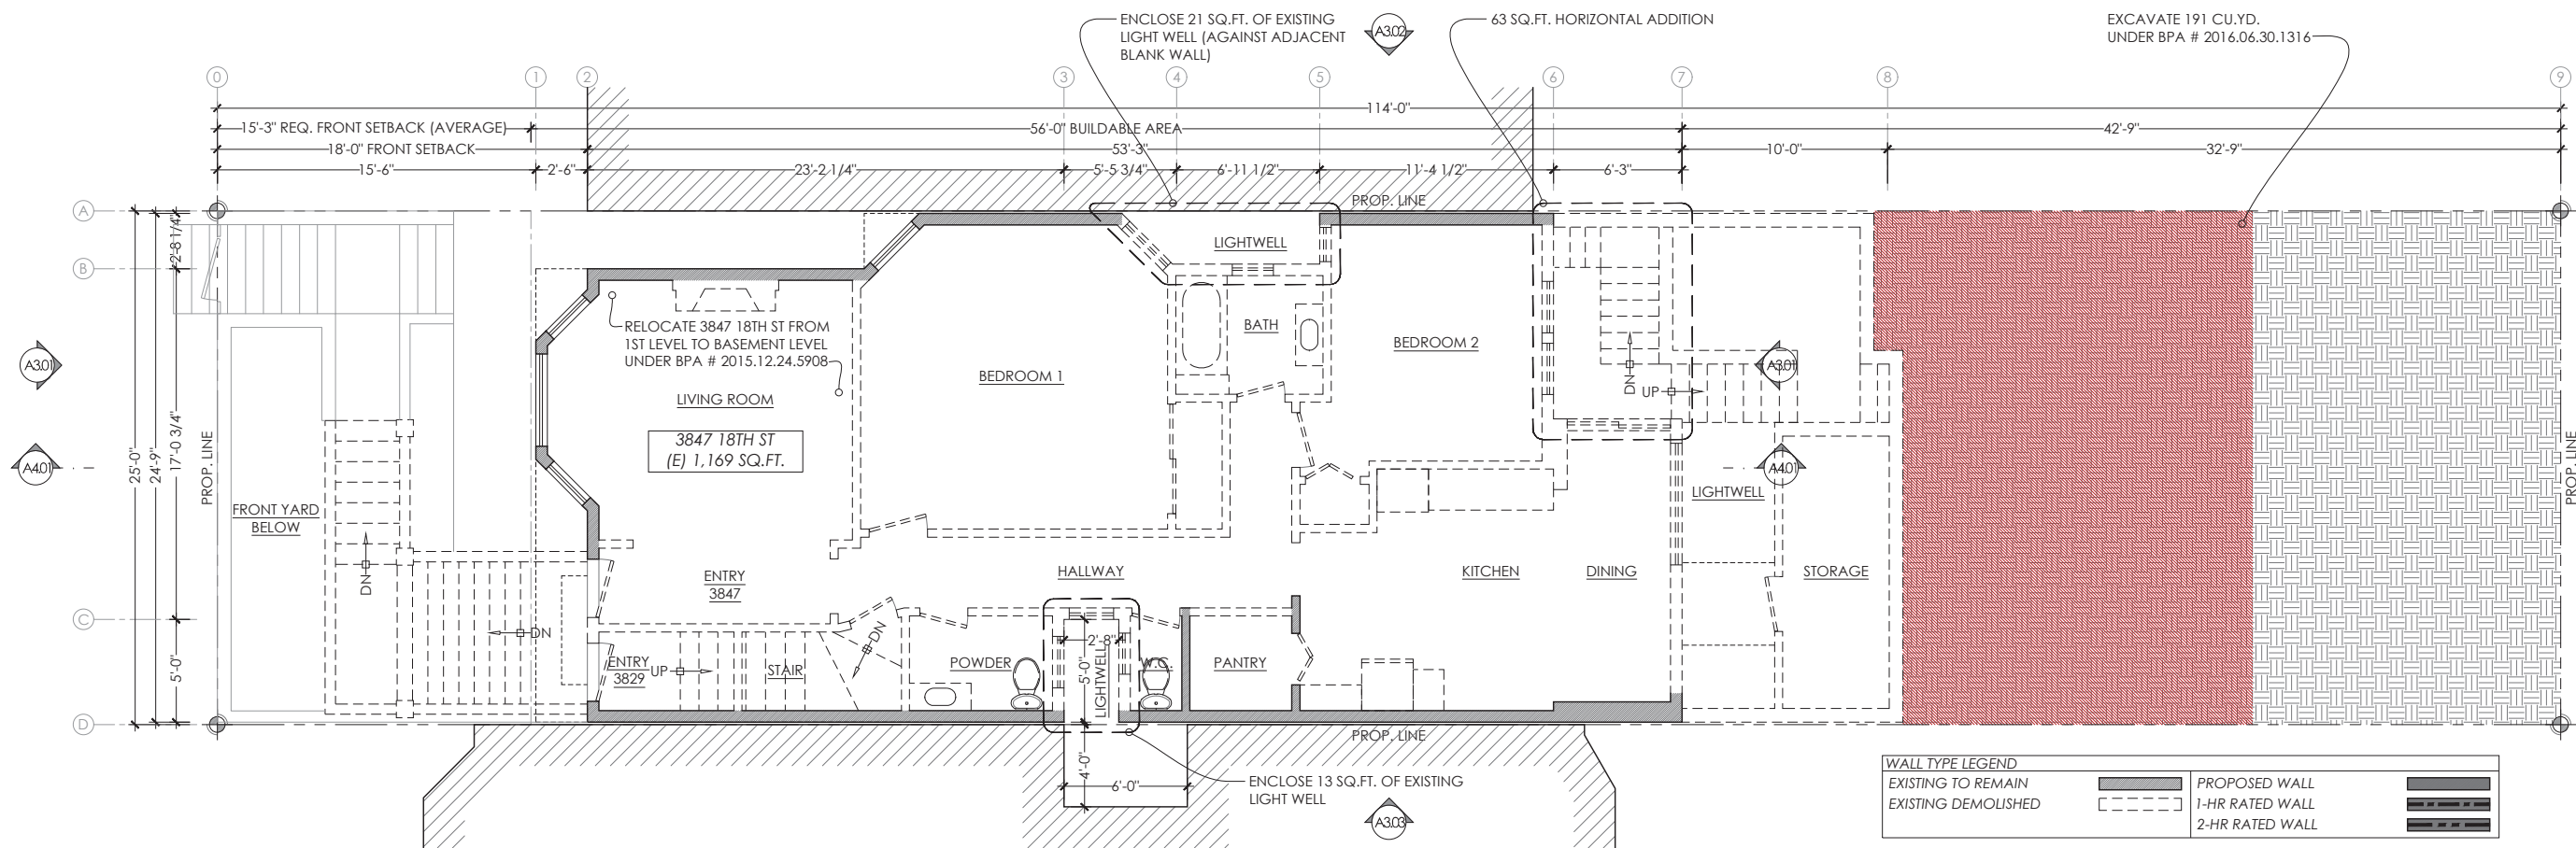 ENCLOSE 21 SQ.FT. OF EXISTING
LIGHT WELL (AGAINST ADJACENT
BLANK WALL)
A3.02
63 SQ.FT. HORIZONTAL ADDITION
EXCAVATE 191 CU.YD.
UNDER BPA # 2016.06.30.1316
0
1
2
3
4
5
6
7
8
9
114'-0"
15'-3" REQ. FRONT SETBACK (AVERAGE)
56'-0" BUILDABLE AREA
42'-9"
18'-0" FRONT SETBACK
53'-3"
10'-0"
32'-9"
15'-6"
2'-6"
23'-2 1/4"
5'-5 3/4"
6'-11 1/2"
11'-4 1/2"
6'-3"
A
B
C
D
25'-0"
24'-9"
2'-8 1/4"
17'-0 3/4"
5'-0"
PROP. LINE
PROP. LINE
LIGHTWELL
RELOCATE 3847 18TH ST FROM
1ST LEVEL TO BASEMENT LEVEL
UNDER BPA # 2015.12.24.5908
BATH
BEDROOM 2
BEDROOM 1
LIVING ROOM
3847 18TH ST
(E) 1,169 SQ.FT.
A3.01
A4.01
DN
UP
A3.01
A4.01
LIGHTWELL
PROP. LINE
FRONT YARD
BELOW
DN
DN
ENTRY
3847
HALLWAY
KITCHEN
DINING
STORAGE
ENTRY
3829
UP
STAIR
DN
POWDER
2'-8"
5'-0"
LIGHTWELL
W.C.
PANTRY
PROP. LINE
4'-0"
6'-0"
ENCLOSE 13 SQ.FT. OF EXISTING
LIGHT WELL
A3.03
WALL TYPE LEGEND
EXISTING TO REMAIN
PROPOSED WALL
EXISTING DEMOLISHED
1-HR RATED WALL
2-HR RATED WALL